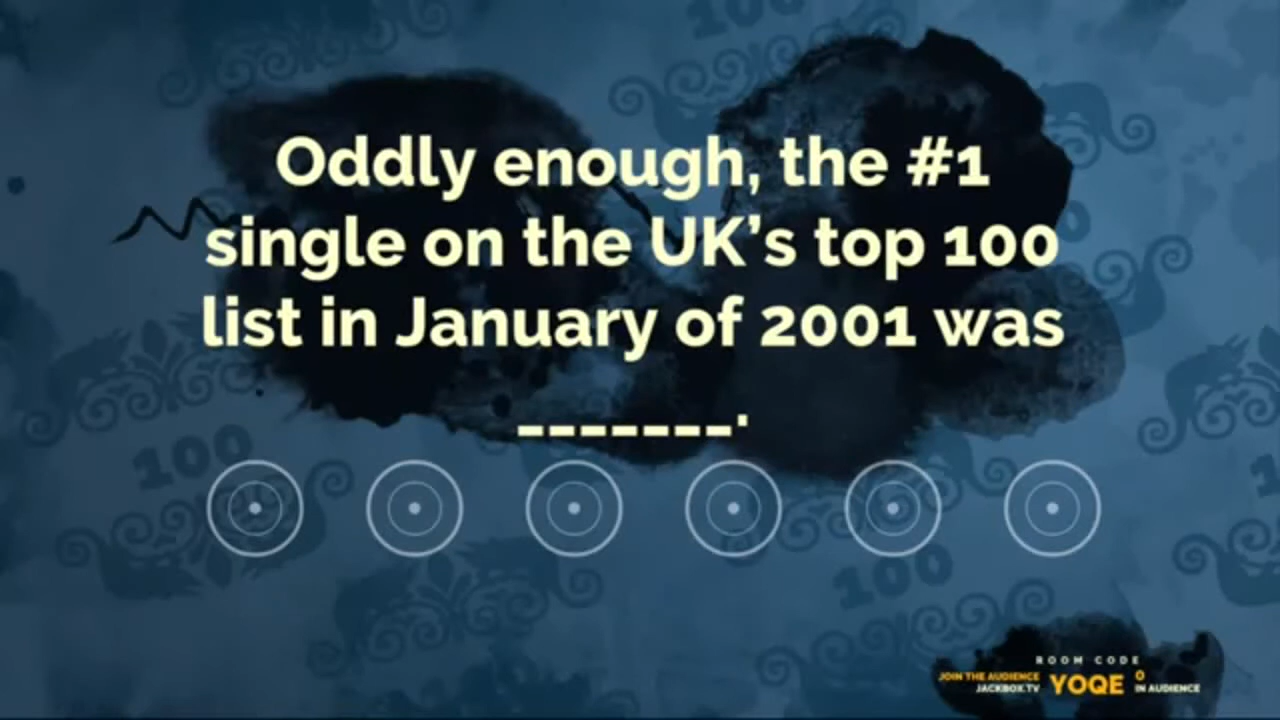 100
Oddly enough, the #1
single on the UK's top 100
list in January of 2001 was
_______.
100
100
ROOM CODE
JOIN THE AUDIENCE
JACKBOX.TV
YOQE
0
IN AUDIENCE